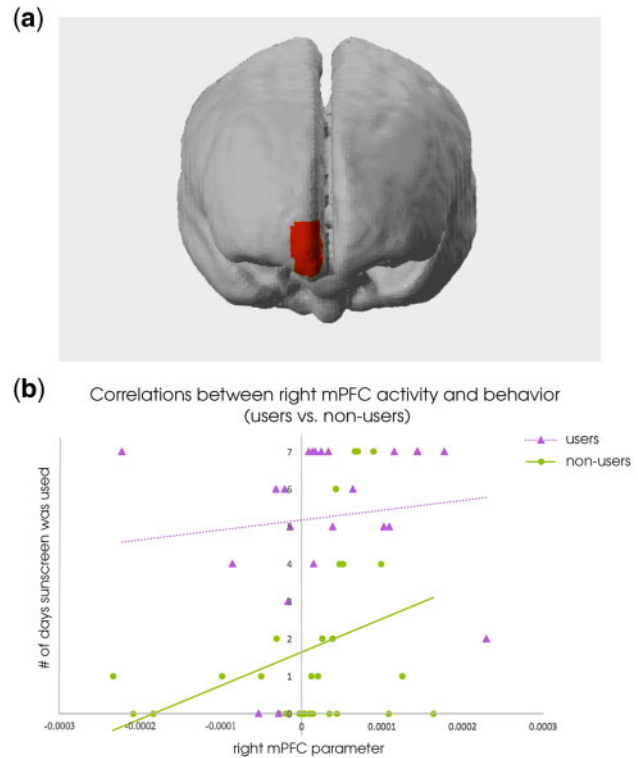 (a)
(b)
Correlations between right mPFC activity and behavior
(users vs. non-users)
users
non-users
# of days sunscreen was used
7
6
5
4
3
2
1
0
-0.0003
-0.0002
-0.0001
0
0.0001
0.0002
0.0003
right mPFC parameter